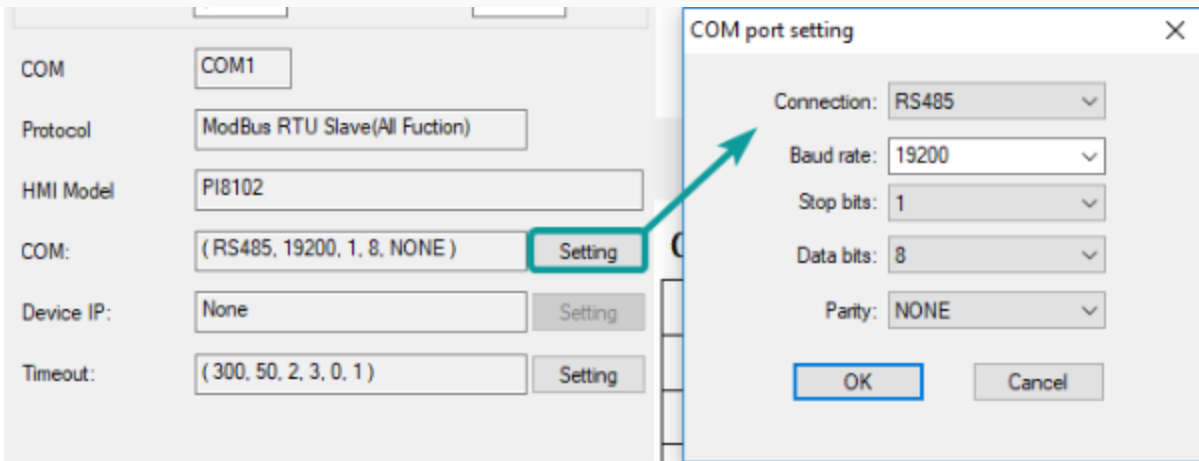 COM
COM1
Protocol
ModBus RTU Slave(All Fuction)
HMI Model
PI8102
COM:
( RS485, 19200, 1, 8, NONE )
Setting
Device IP:
None
Setting
Timeout:
( 300, 50, 2, 3, 0, 1 )
Setting
COM port setting
Connection:
RS485
Baud rate:
19200
Stop bits:
1
Data bits:
8
Parity:
NONE
OK
Cancel